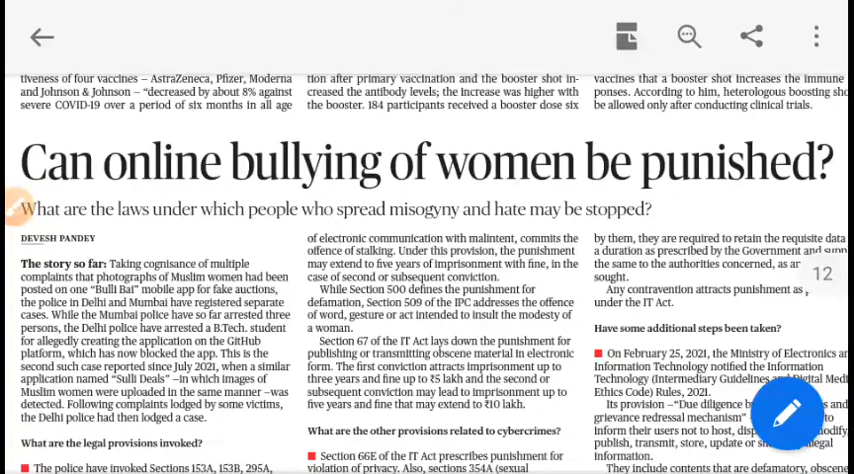 tiveness of four vaccines – AstraZeneca, Pfizer, Moderna
and Johnson & Johnson – “decreased by about 8% against
severe COVID-19 over a period of six months in all age
tion after primary vaccination and the booster shot in-
creased the antibody levels; the increase was higher with
the booster. 184 participants received a booster dose six
vaccines that a booster shot increases the immune
ponses. According to him, heterologous boosting sho
be allowed only after conducting clinical trials.
Can online bullying of women be punished?
What are the laws under which people who spread misogyny and hate may be stopped?
DEVESH PANDEY
The story so far: Taking cognisance of multiple
complaints that photographs of Muslim women had been
posted on one “Bulli Bai” mobile app for fake auctions,
the police in Delhi and Mumbai have registered separate
cases. While the Mumbai police have so far arrested three
persons, the Delhi police have arrested a B.Tech. student
for allegedly creating the application on the GitHub
platform, which has now blocked the app. This is the
second such case reported since July 2021, when a similar
application named “Sulli Deals” —in which images of
Muslim women were uploaded in the same manner —was
detected. Following complaints lodged by some victims,
the Delhi police had then lodged a case.
What are the legal provisions invoked?
The police have invoked Sections 153A, 153B, 295A,
of electronic communication with malintent, commits the
offence of stalking. Under this provision, the punishment
may extend to five years of imprisonment with fine, in the
case of second or subsequent conviction.
While Section 500 defines the punishment for
defamation, Section 509 of the IPC addresses the offence
of word, gesture or act intended to insult the modesty of
a woman.
Section 67 of the IT Act lays down the punishment for
publishing or transmitting obscene material in electronic
form. The first conviction attracts imprisonment up to
three years and fine up to ₹5 lakh and the second or
subsequent conviction may lead to imprisonment up to
five years and fine that may extend to ₹10 lakh.
What are the other provisions related to cybercrimes?
Section 66E of the IT Act prescribes punishment for
violation of privacy. Also, sections 354A (sexual
by them, they are required to retain the requisite data
a duration as prescribed by the Government and
the same to the authorities concerned, as
sought.
Any contravention attracts punishment as
under the IT Act.
12
Have some additional steps been taken?
On February 25, 2021, the Ministry of Electronics an
Information Technology notified the Information
Technology (Intermediary Guidelines and Digital Medi
Ethics Code) Rules, 2021.
Its provision –“Due diligence and
grievance redressal mechanism” to
inform their users not to host, modify,
publish, transmit, store, update or illegal
information.
They include contents that are defamatory, obscene